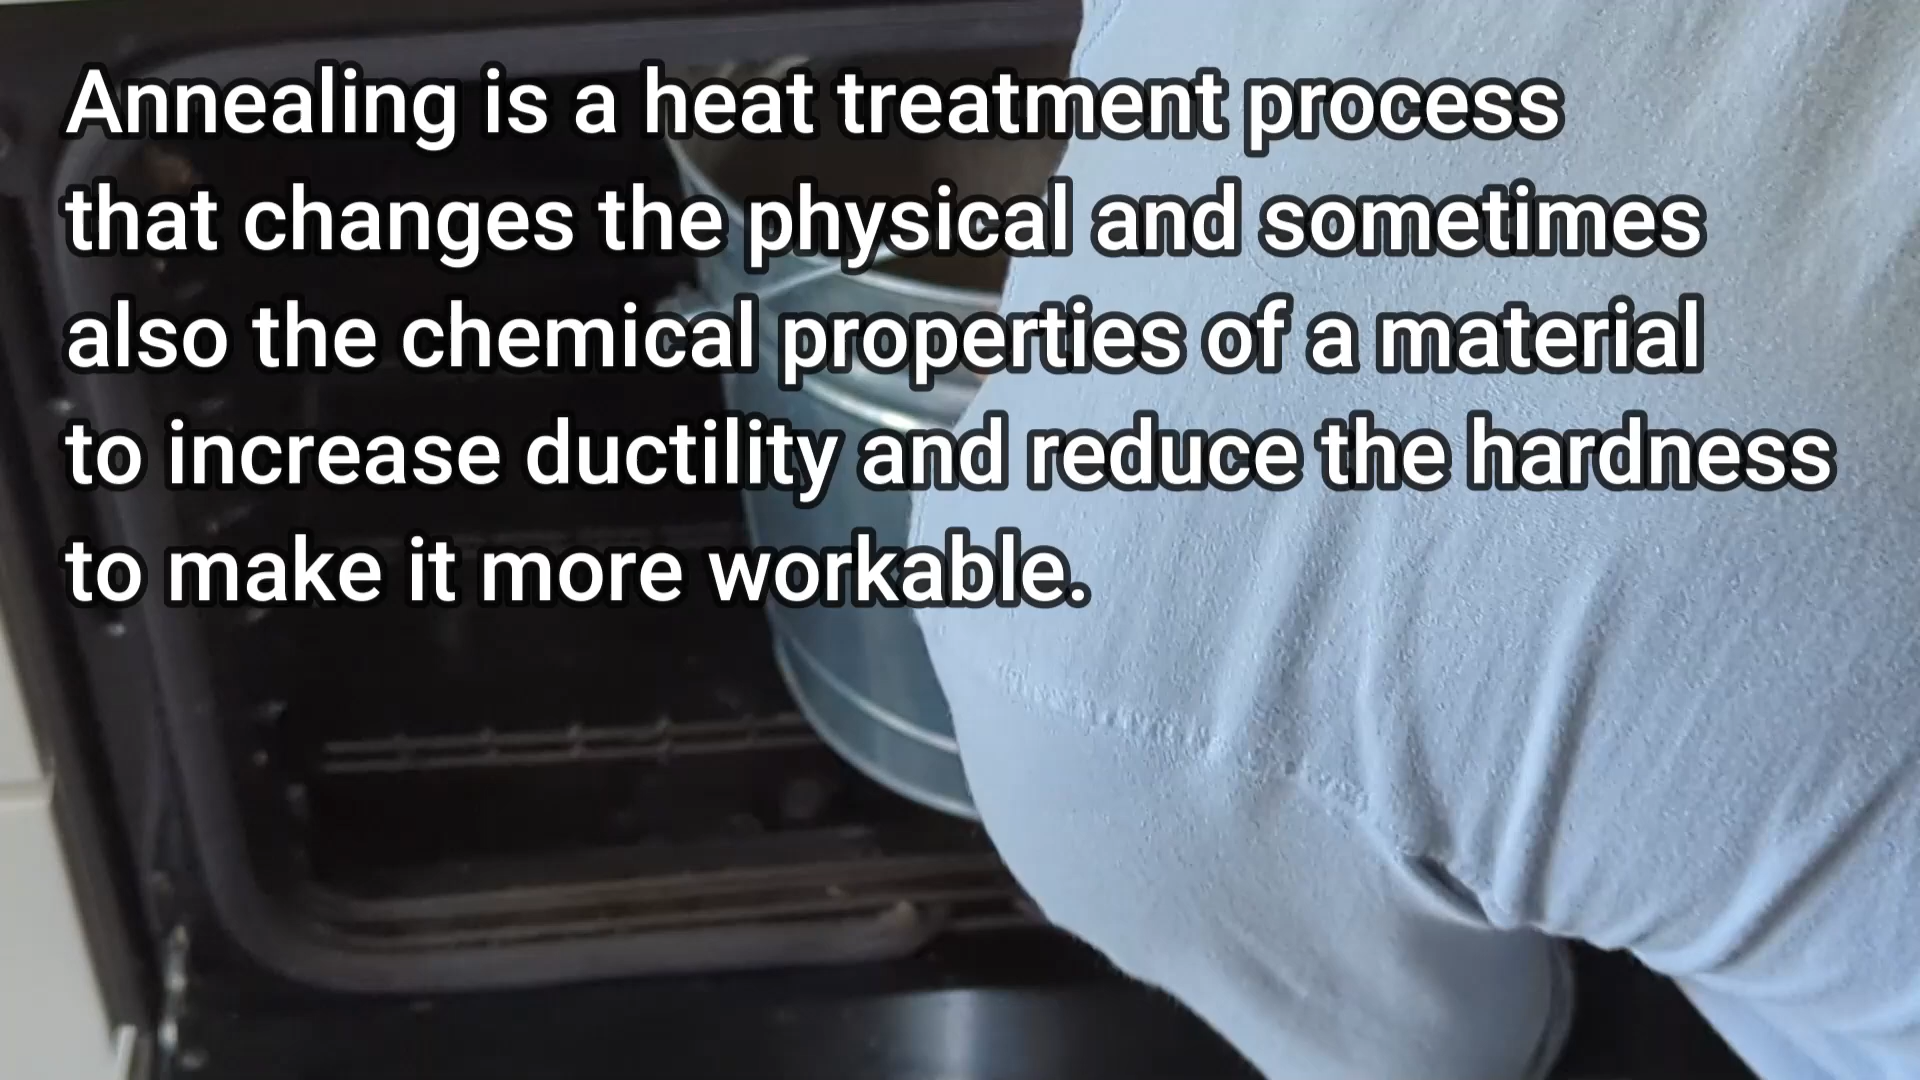 Annealing is a heat treatment process
that changes the physical and sometimes
also the chemical properties of a material
to increase ductility and reduce the hardness
to make it more workable.